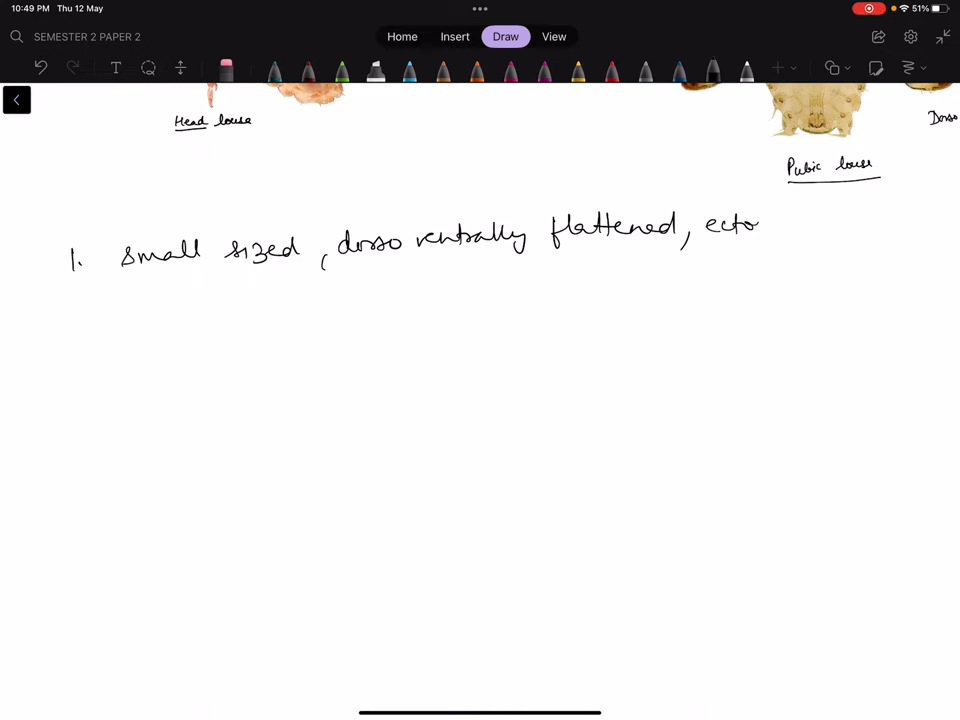 10:49 PM Thu 12 May
51%
SEMESTER 2 PAPER 2
Home Insert Draw View
T
Head louse
Dorso
Pubic louse
1. small sized, dorso ventrally flattened, ecto